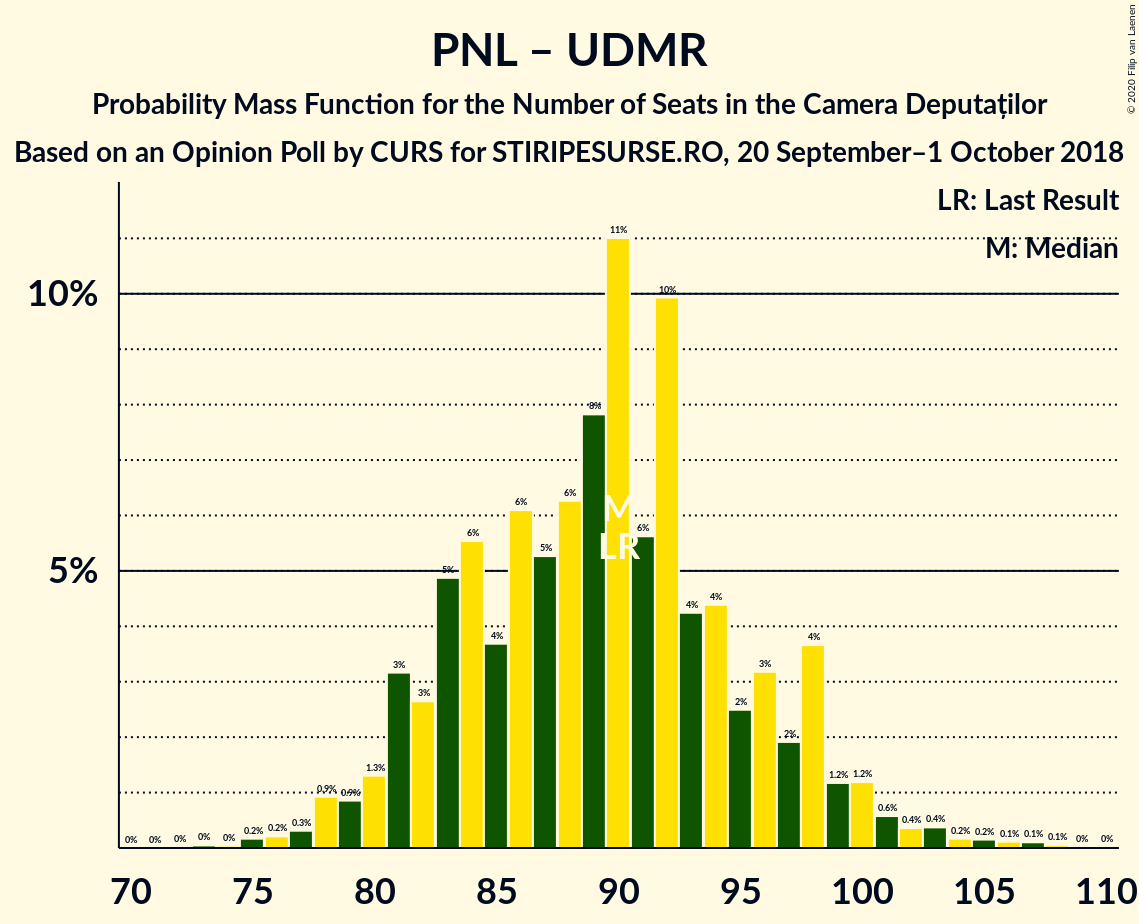 PNL – UDMR
Probability Mass Function for the Number of Seats in the Camera Deputaților
Based on an Opinion Poll by CURS for STIRIPESURSE.RO, 20 September–1 October 2018
© 2020 Filip van Laenen
LR: Last Result
M: Median
10%
5%
0% 0% 0% 0% 0% 0.2% 0.2% 0.3% 0.9% 0.9% 1.3% 3% 3% 5% 6% 4% 6% 5% 6% 8% 11% 6% 10% 4% 4% 2% 3% 2% 4% 1.2% 1.2% 0.6% 0.4% 0.4% 0.2% 0.2% 0.1% 0.1% 0.1% 0% 0%
M
LR
70 75 80 85 90 95 100 105 110